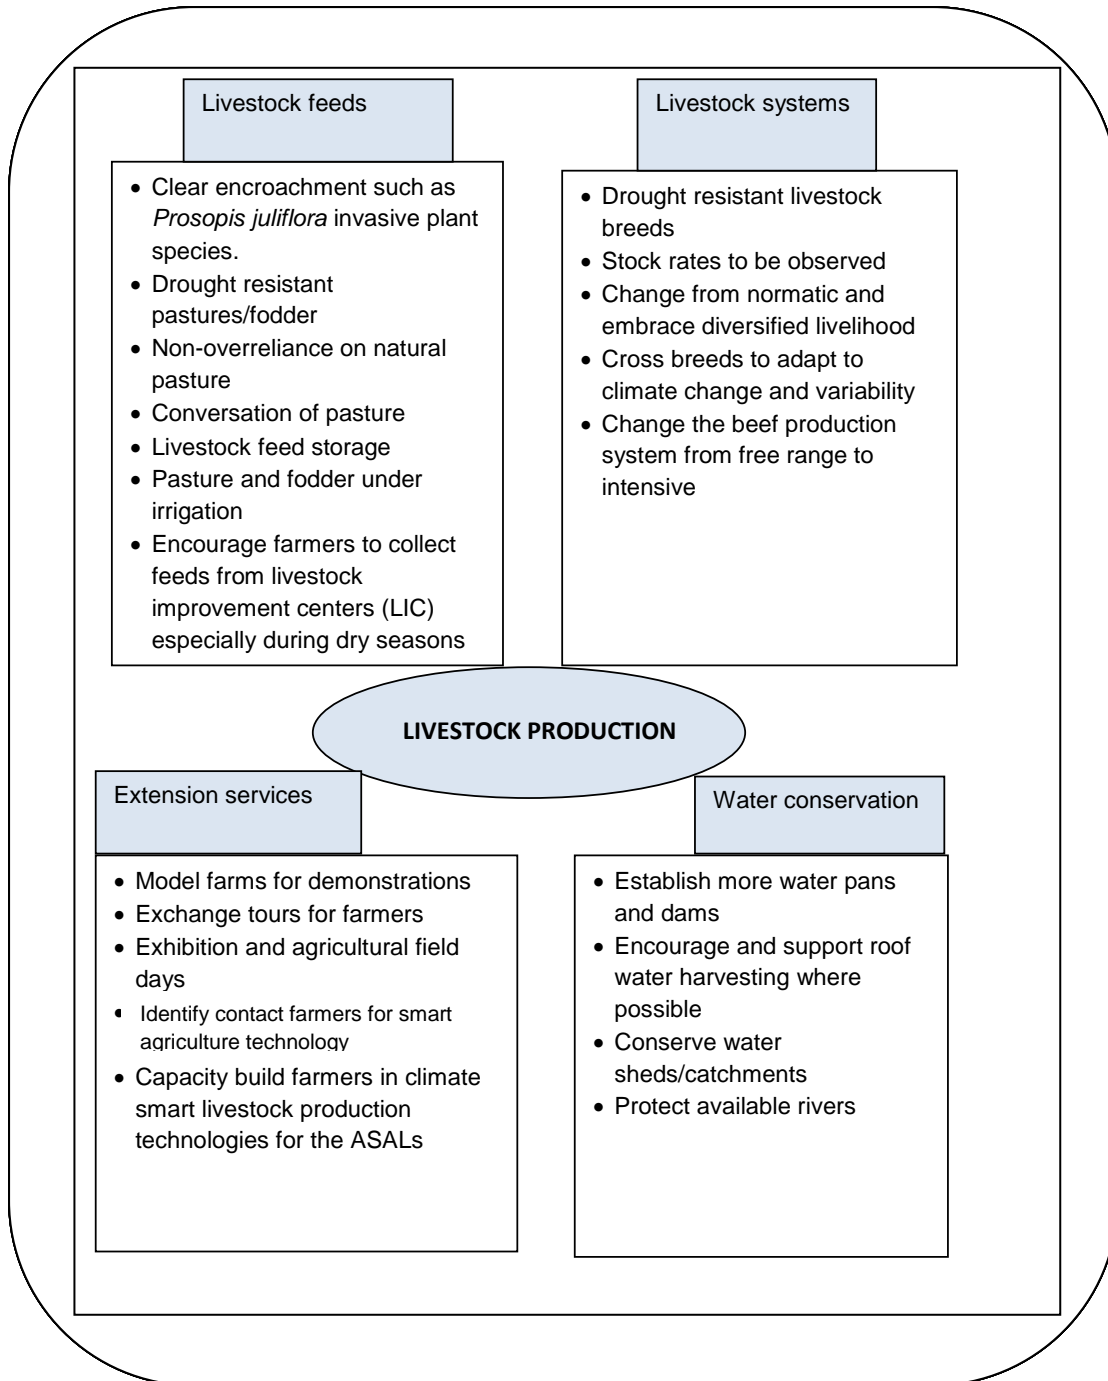 Livestock feeds
• Clear encroachment such as
Prosopis juliflora invasive plant
species.
• Drought resistant
pastures/fodder
• Non-overreliance on natural
pasture
• Conversation of pasture
• Livestock feed storage
• Pasture and fodder under
irrigation
• Encourage farmers to collect
feeds from livestock
improvement centers (LIC)
especially during dry seasons
Livestock systems
• Drought resistant livestock
breeds
• Stock rates to be observed
• Change from normatic and
embrace diversified livelihood
• Cross breeds to adapt to
climate change and variability
• Change the beef production
system from free range to
intensive
LIVESTOCK PRODUCTION
Extension services
• Model farms for demonstrations
• Exchange tours for farmers
• Exhibition and agricultural field
days
• Identify contact farmers for smart
agriculture technology
• Capacity build farmers in climate
smart livestock production
technologies for the ASALs
Water conservation
• Establish more water pans
and dams
• Encourage and support roof
water harvesting where
possible
• Conserve water
sheds/catchments
• Protect available rivers